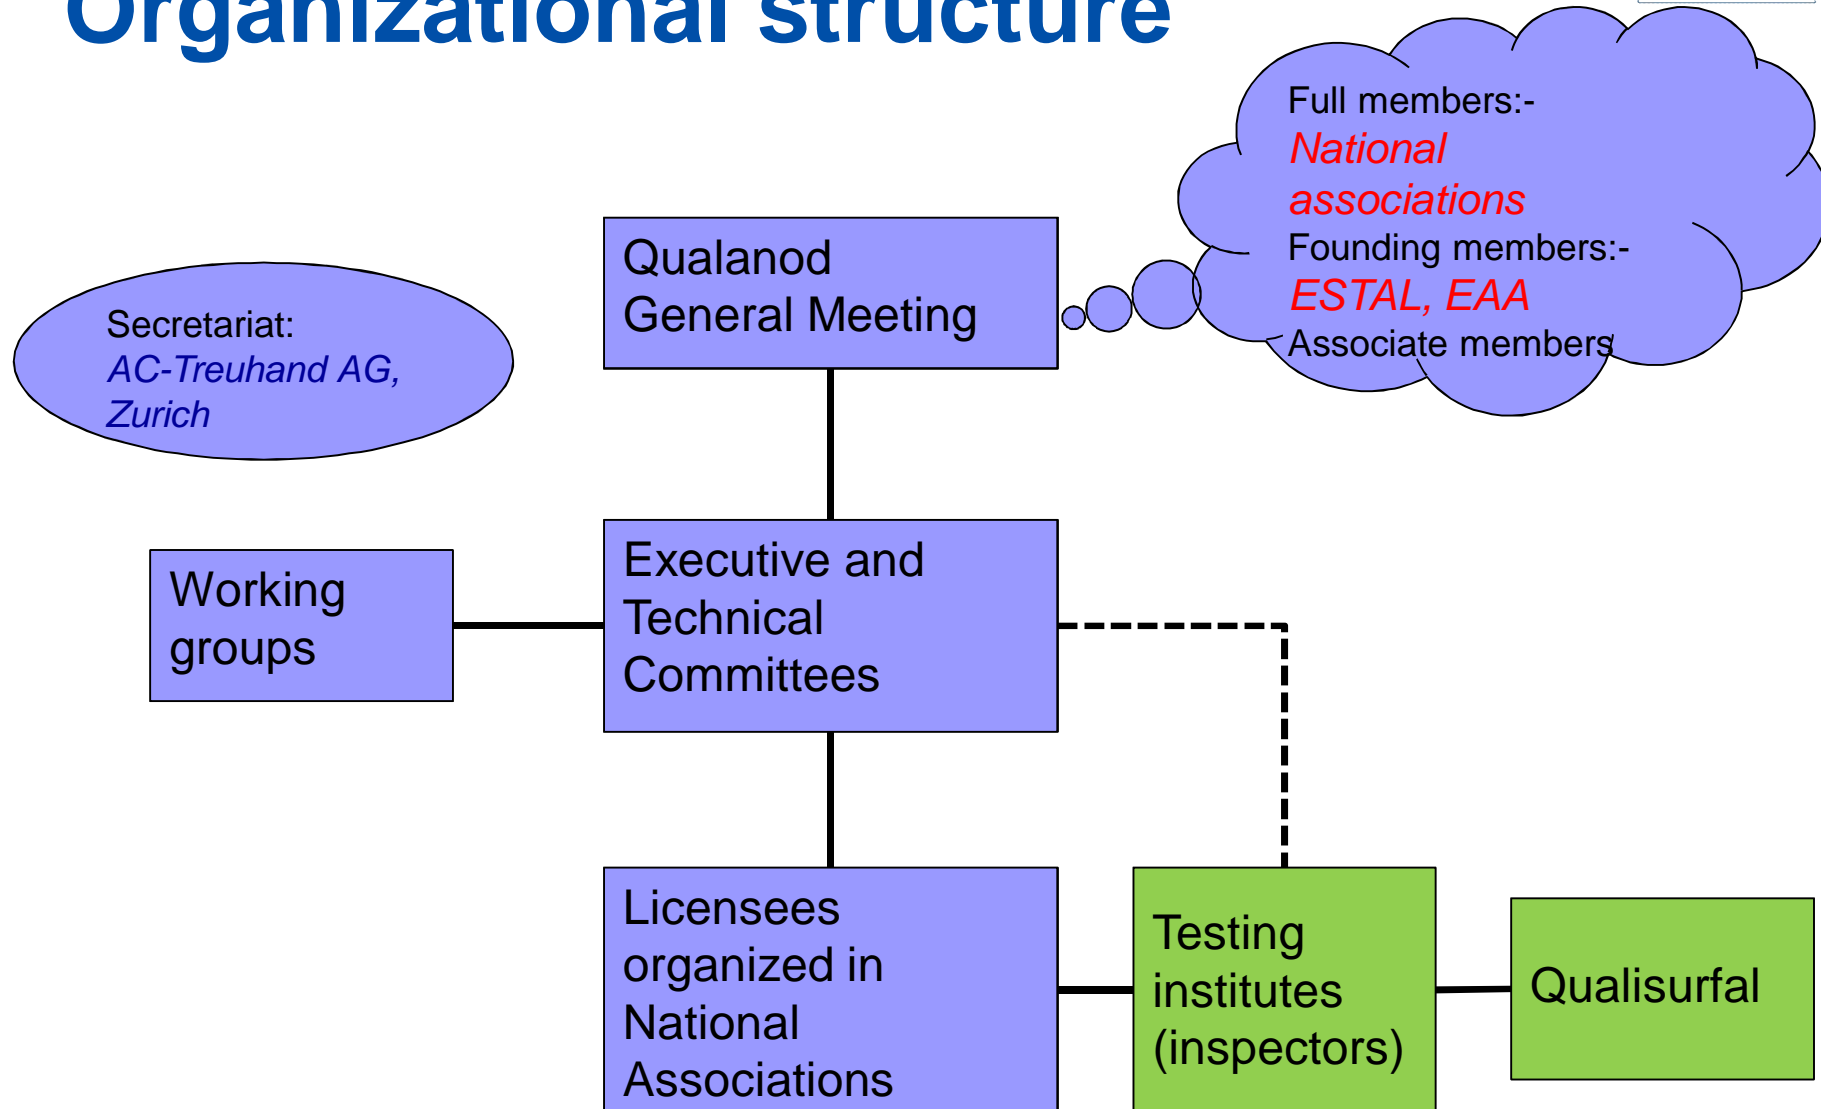 Organizational structure
Full members:-
National
associations
Founding members:-
ESTAL, EAA
Associate members
Qualanod
General Meeting
Secretariat:
AC-Treuhand AG,
Zurich
Executive and
Technical
Committees
Working
groups
Licensees
organized in
National
Associations
Testing
institutes
(inspectors)
Qualisurfal